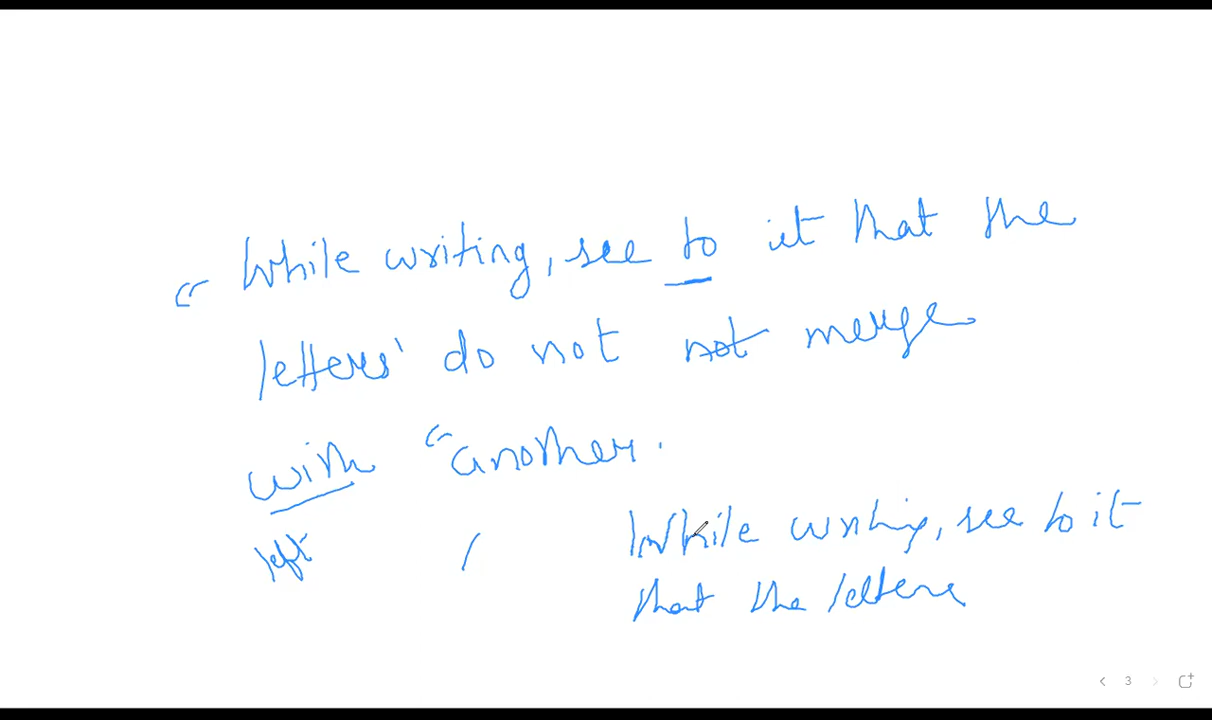 While writing, see to it that the
letters' do not not merge
with "another.
left /
While writing, see to it
that the letters
3